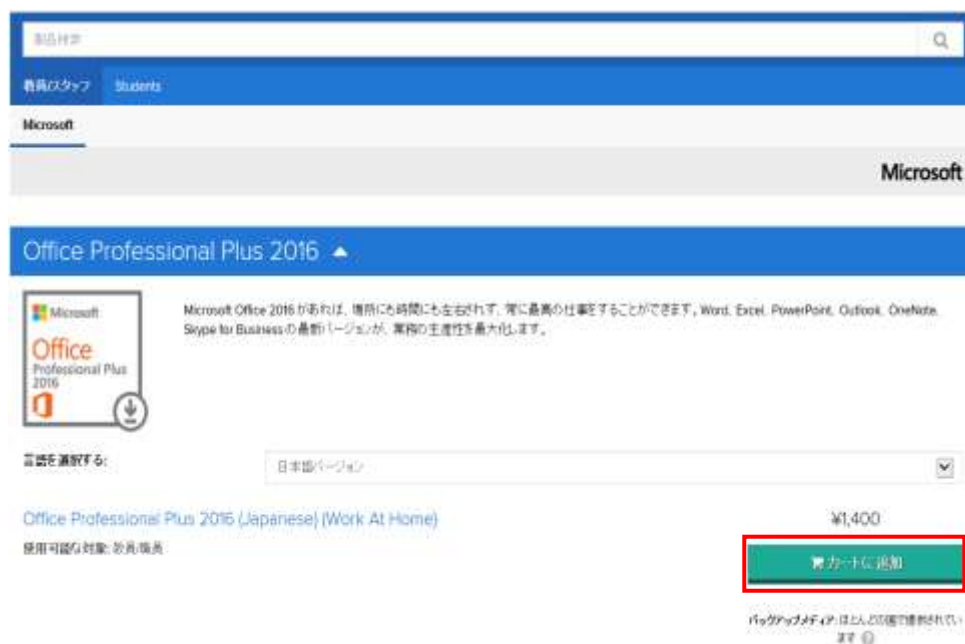 製品検索
教員/スタッフ Students
Microsoft
Microsoft
Office Professional Plus 2016
Microsoft
Office
Professional Plus
2016
Microsoft Office 2016 があれば、場所にも時間にも左右されず、常に最高の仕事をすることができます。Word、Excel、PowerPoint、Outlook、OneNote、
Skype for Business の最新バージョンが、業務の生産性を最大化します。
言語を選択する:
日本語バージョン
Office Professional Plus 2016 (Japanese) (Work At Home)
¥1,400
使用可能な対象: 教員/職員
カートに追加
バックアップメディア: ほとんどの国で提供されてい
ます